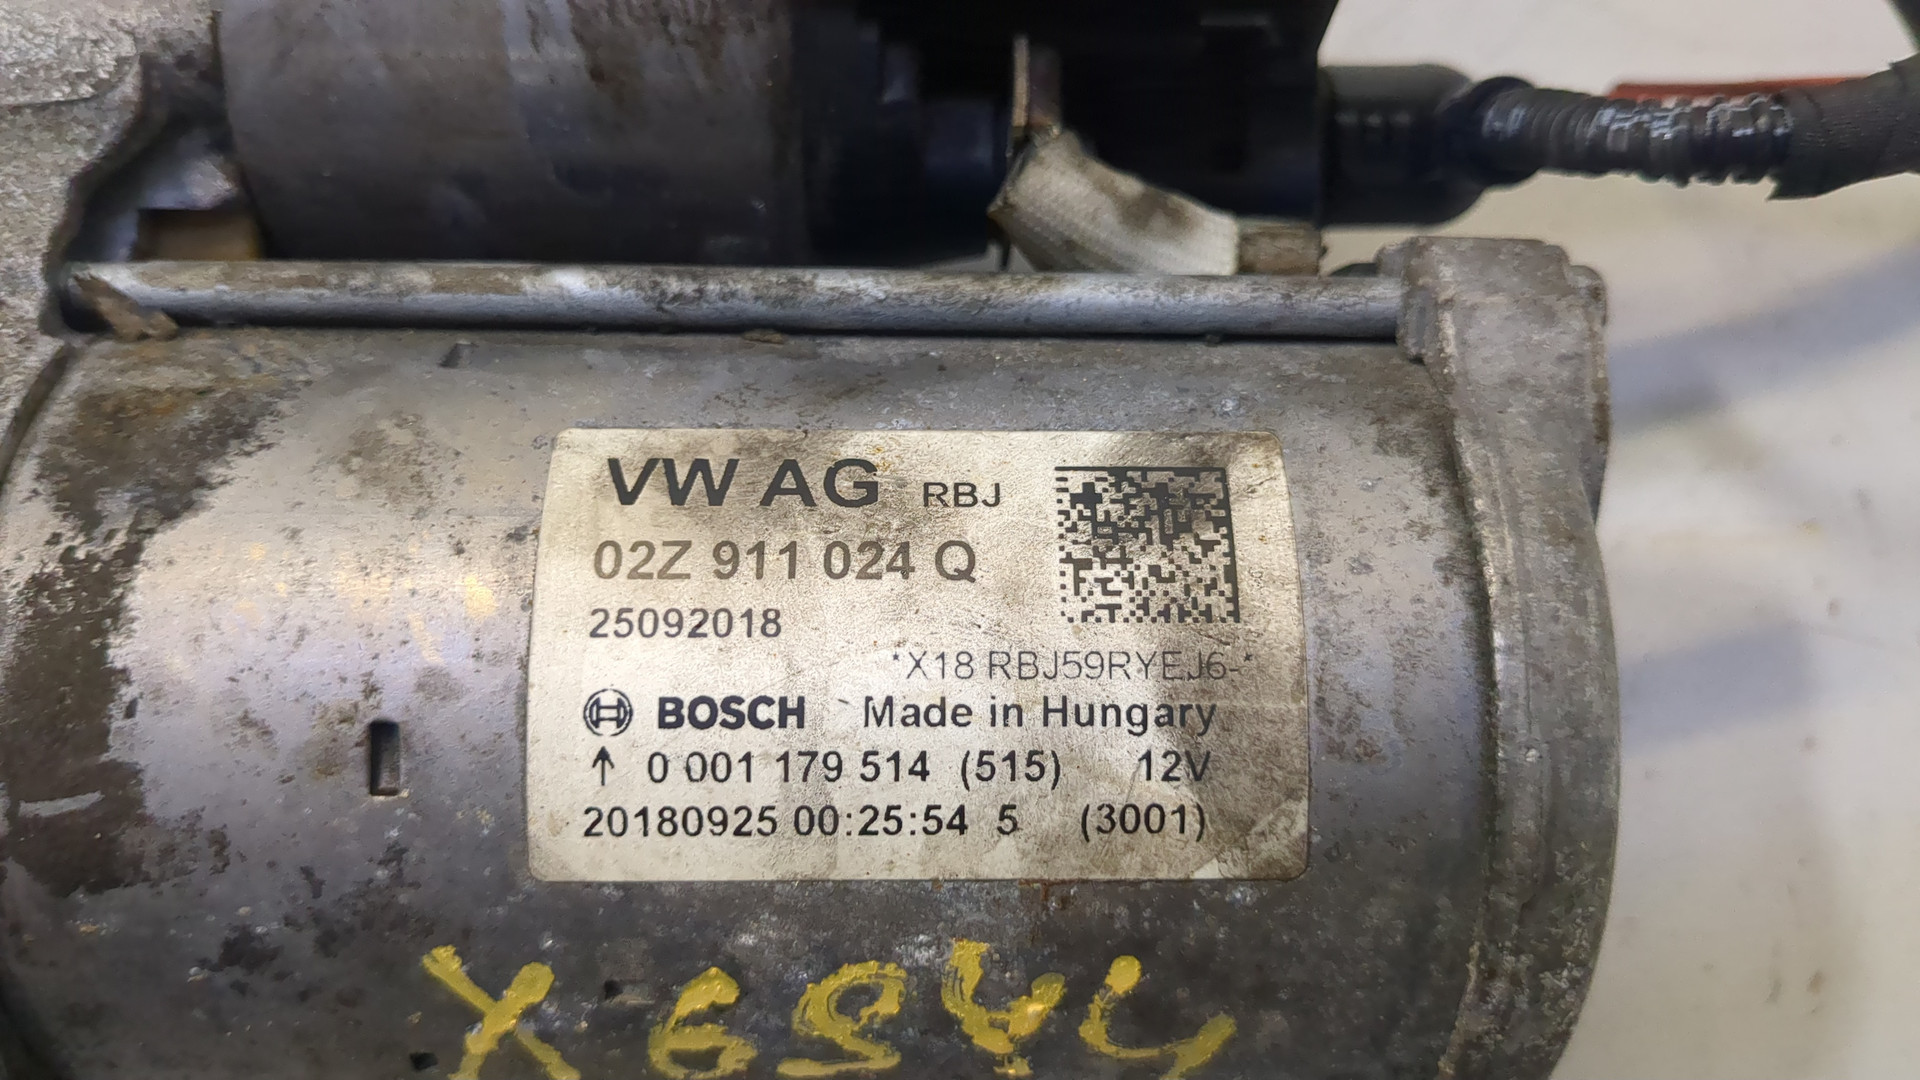 VW AG RBJ
02Z 911 024 Q
25092018
*X18 RBJ59RYEJ6-*
BOSCH Made in Hungary
↑ 0 001 179 514 (515) 12V
20180925 00:25:54 5 (3001)